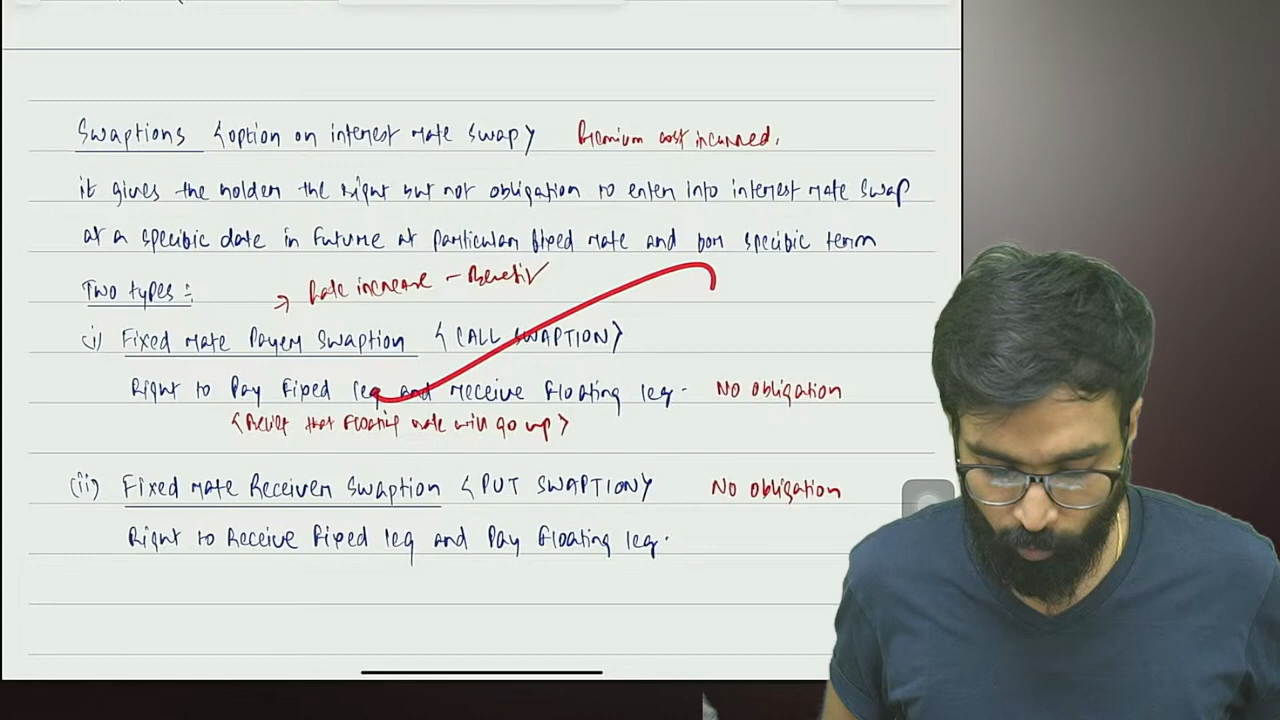 Swaptions {option on interest rate swap} Premium cost incurred.
it gives the holder the right but not obligation to enter into interest rate swap
at a specific date in future at particular fixed rate and for specific term
→ Rate increase - Benefit
Two types :-
(i) Fixed rate Payer Swaption {CALL SWAPTION}
Right to Pay Fixed leg and receive Floating leg. No obligation
{Belief that Floating rate will go up}
(ii) Fixed rate Receiver Swaption {PUT SWAPTION} No obligation
Right to Receive Fixed leg and Pay Floating leg.